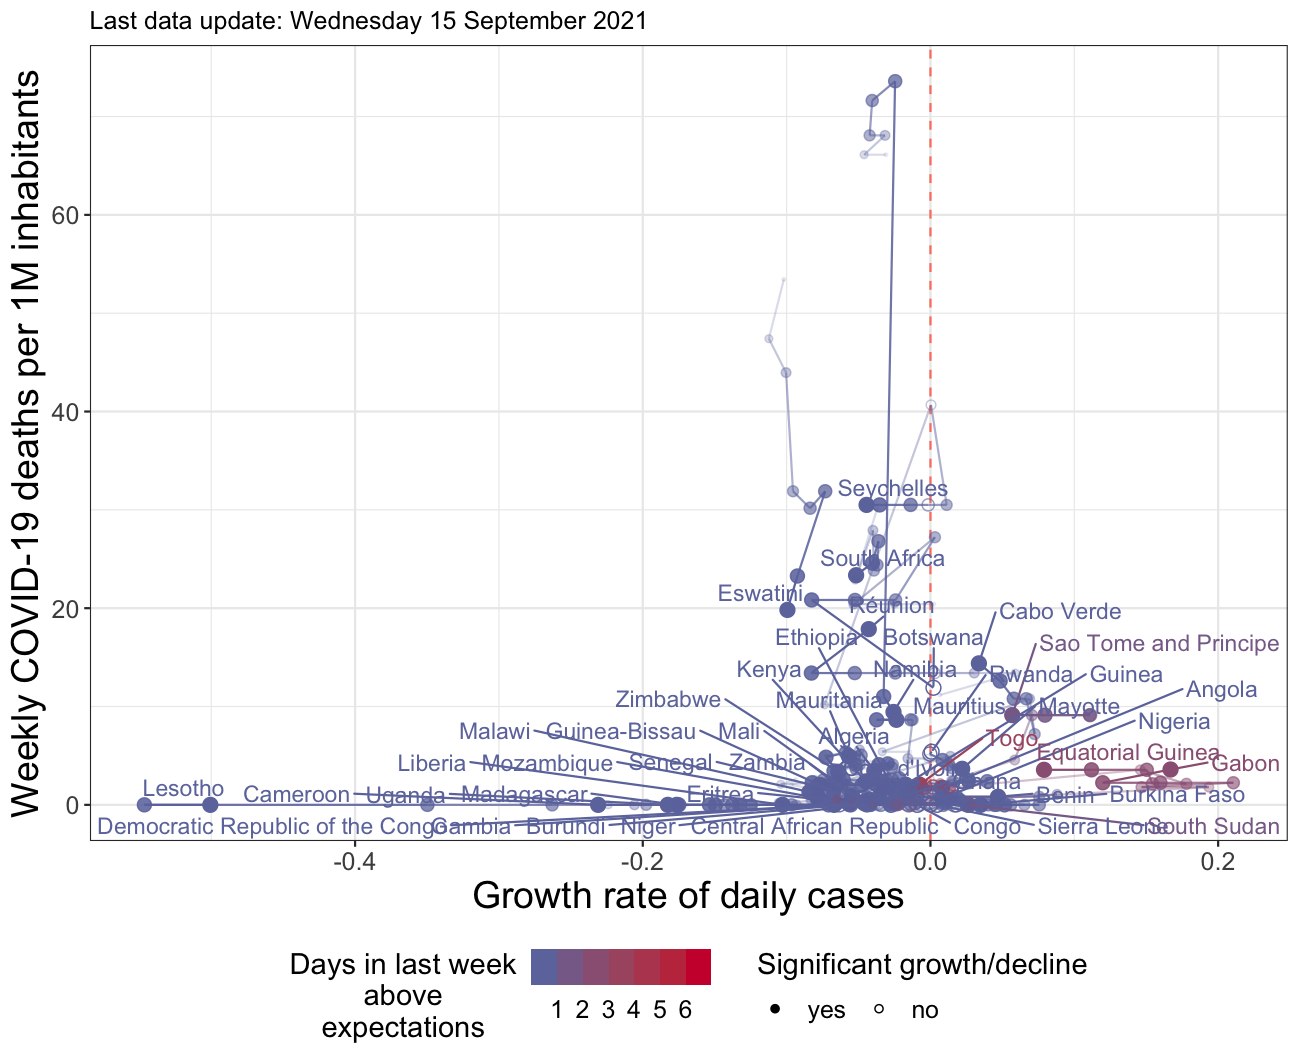 Last data update: Wednesday 15 September 2021
Weekly COVID-19 deaths per 1M inhabitants
60
40
20
0
Seychelles
South Africa
Eswatini
Réunion
Cabo Verde
Ethiopia
Botswana
Sao Tome and Principe
Kenya
Namibia
Rwanda
Guinea
Zimbabwe
Mauritania
Mauritius
Mayotte
Angola
Malawi
Guinea-Bissau
Mali
Algeria
Togo
Nigeria
Liberia
Mozambique
Senegal
Zambia
Equatorial Guinea
Gabon
Lesotho
Cameroon
Uganda
Madagascar
Eritrea
Benin
Burkina Faso
Democratic Republic of the Congo
Gambia
Burundi
Niger
Central African Republic
Congo
Sierra Leone
South Sudan
-0.4
-0.2
0.0
0.2
Growth rate of daily cases
Days in last week
above
expectations
1 2 3 4 5 6
Significant growth/decline
yes
no